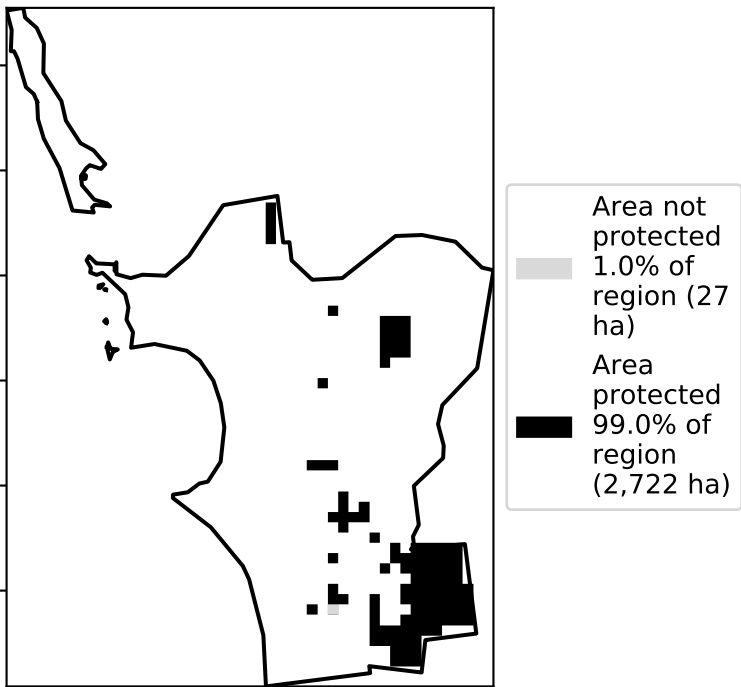 Area not
protected
1.0% of
region (27
ha)
Area
protected
99.0% of
region
(2,722 ha)